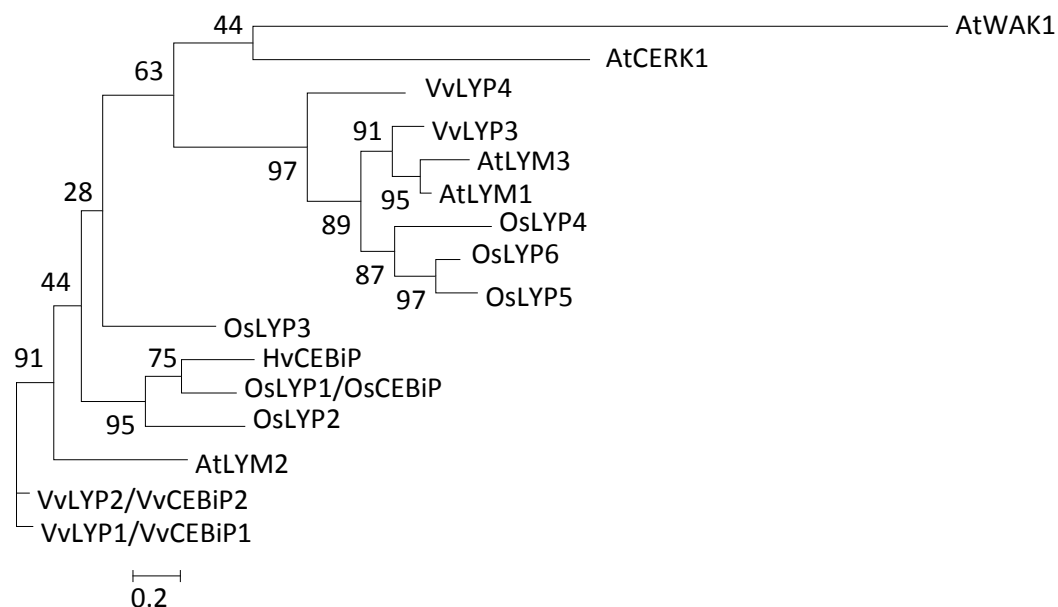 44
AtWAK1
AtCERK1
63
VvLYP4
91
VvLYP3
AtLYM3
97
AtLYM1
95
28
89
OsLYP4
OsLYP6
87
97
OsLYP5
44
OsLYP3
91
75
HvCEBiP
OsLYP1/OsCEBiP
95
OsLYP2
AtLYM2
VvLYP2/VvCEBiP2
VvLYP1/VvCEBiP1
0.2